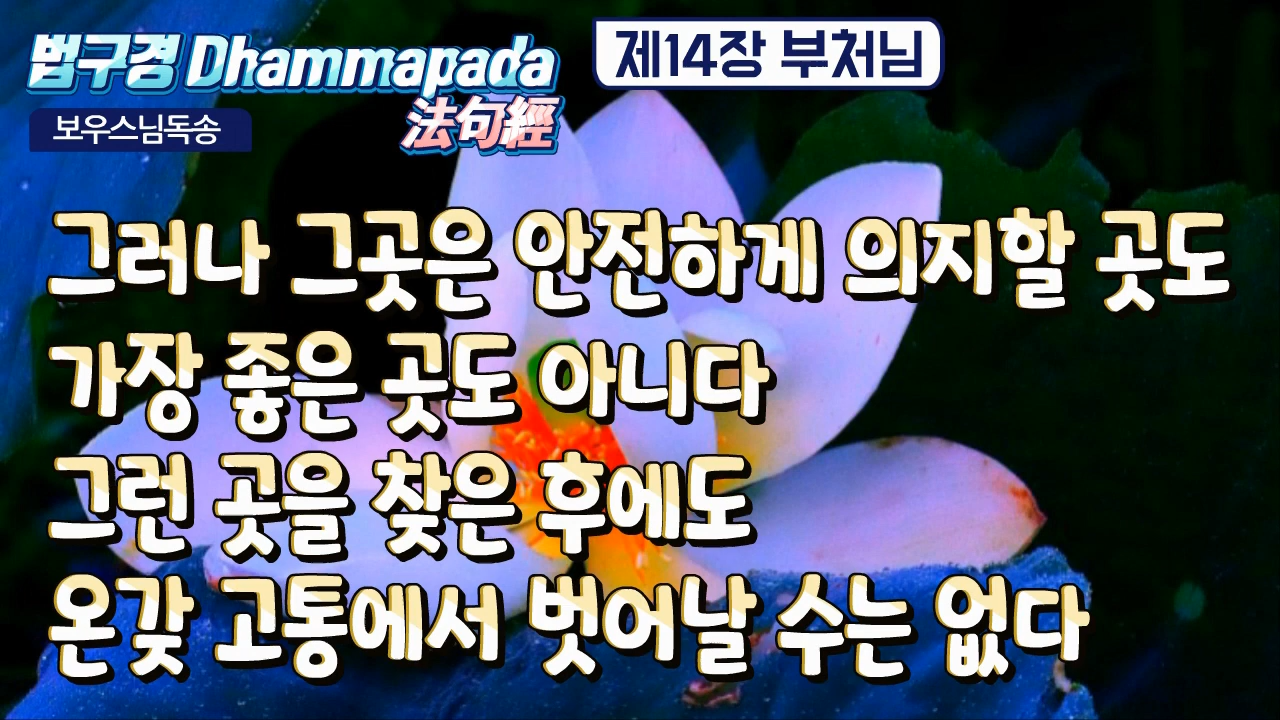 법구경 Dhammapada
法句經
보우스님독송
제14장 부처님
그러나 그곳은 안전하게 의지할 곳도
가장 좋은 곳도 아니다
그런 곳을 찾은 후에도
온갖 고통에서 벗어날 수는 없다